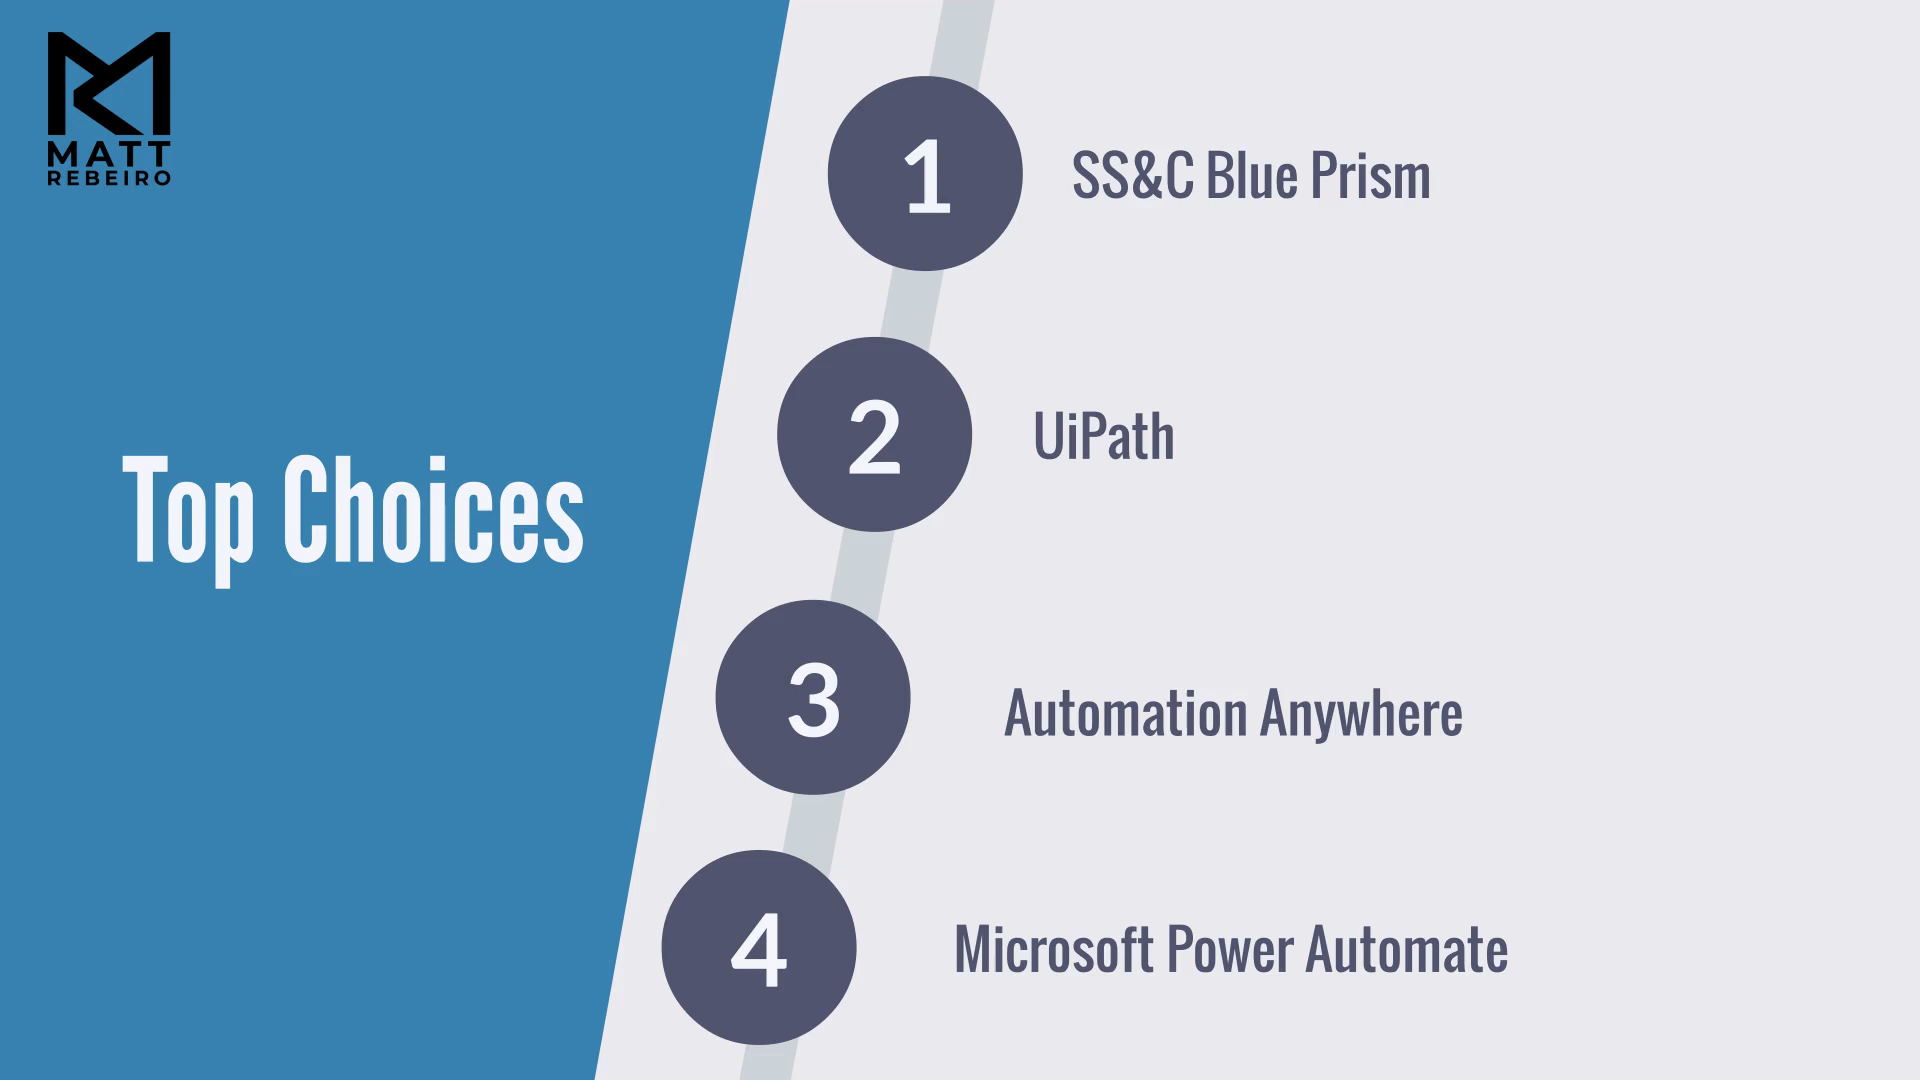 MATT
REBEIRO
Top Choices
1
SS&C Blue Prism
2
UiPath
3
Automation Anywhere
4
Microsoft Power Automate